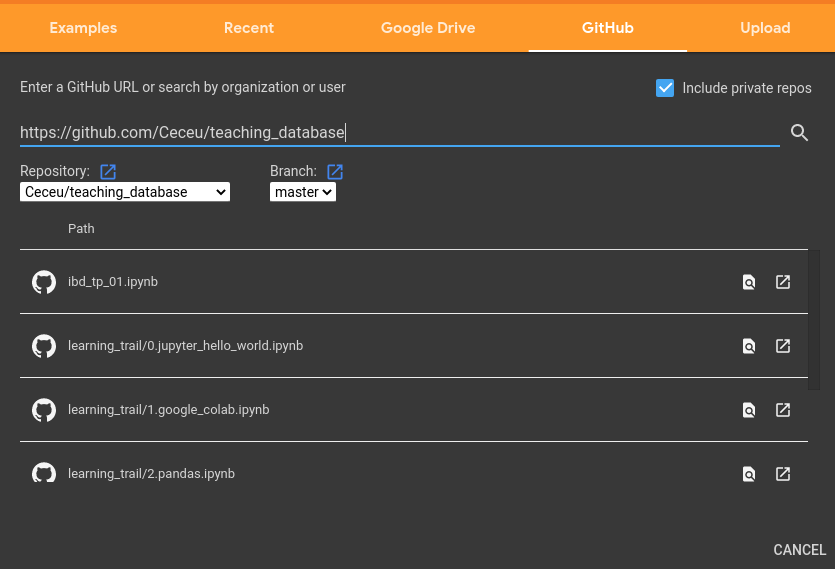 Examples Recent Google Drive GitHub Upload
Enter a GitHub URL or search by organization or user Include private repos
https://github.com/Ceceu/teaching_database
Repository: Branch:
Ceceu/teaching_database master
Path
ibd_tp_01.ipynb
learning_trail/0.jupyter_hello_world.ipynb
learning_trail/1.google_colab.ipynb
learning_trail/2.pandas.ipynb
CANCEL